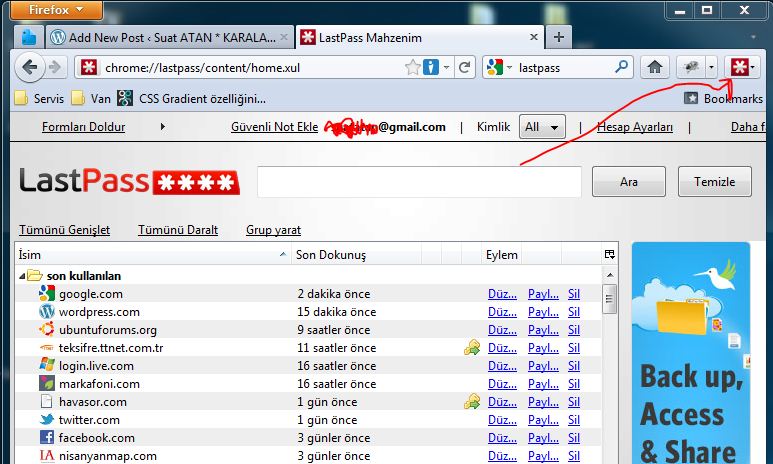 Firefox
Add New Post ‹ Suat ATAN * KARALA...
LastPass Mahzenim
chrome://lastpass/content/home.xul
lastpass
Servis
Van
CSS Gradient özelliğini...
Bookmarks
Formları Doldur
Güvenli Not Ekle
@gmail.com
Kimlik
All
Hesap Ayarları
Daha f
LastPass ****
Ara
Temizle
Tümünü Genişlet
Tümünü Daralt
Grup yarat
İsim Son Dokunuş Eylem
son kullanılan
google.com 2 dakika önce Düz... Payl... Sil
wordpress.com 15 dakika önce Düz... Payl... Sil
ubuntuforums.org 9 saatler önce Düz... Payl... Sil
teksifre.ttnet.com.tr 11 saatler önce Düz... Payl... Sil
login.live.com 16 saatler önce Düz... Payl... Sil
markafoni.com 16 saatler önce Düz... Payl... Sil
havasor.com 1 gün önce Düz... Payl... Sil
twitter.com 1 gün önce Düz... Payl... Sil
facebook.com 3 günler önce Düz... Payl... Sil
IA nisanyanmap.com 3 günler önce Düz... Payl... Sil
Back up,
Access
& Share